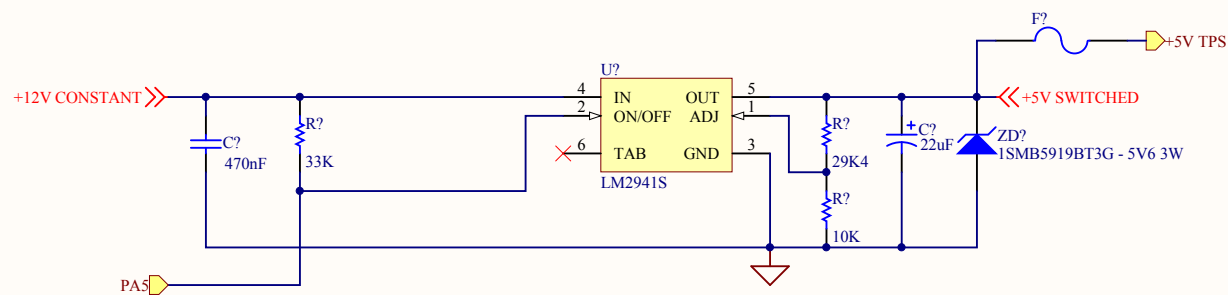 F?
+5V TPS
U?
+12V CONSTANT
4
IN
OUT
5
+5V SWITCHED
2
ON/OFF
ADJ
1
C?
470nF
R?
33K
R?
29K4
C?
22uF
ZD?
1SMB5919BT3G - 5V6 3W
6
TAB
GND
3
LM2941S
R?
10K
PA5